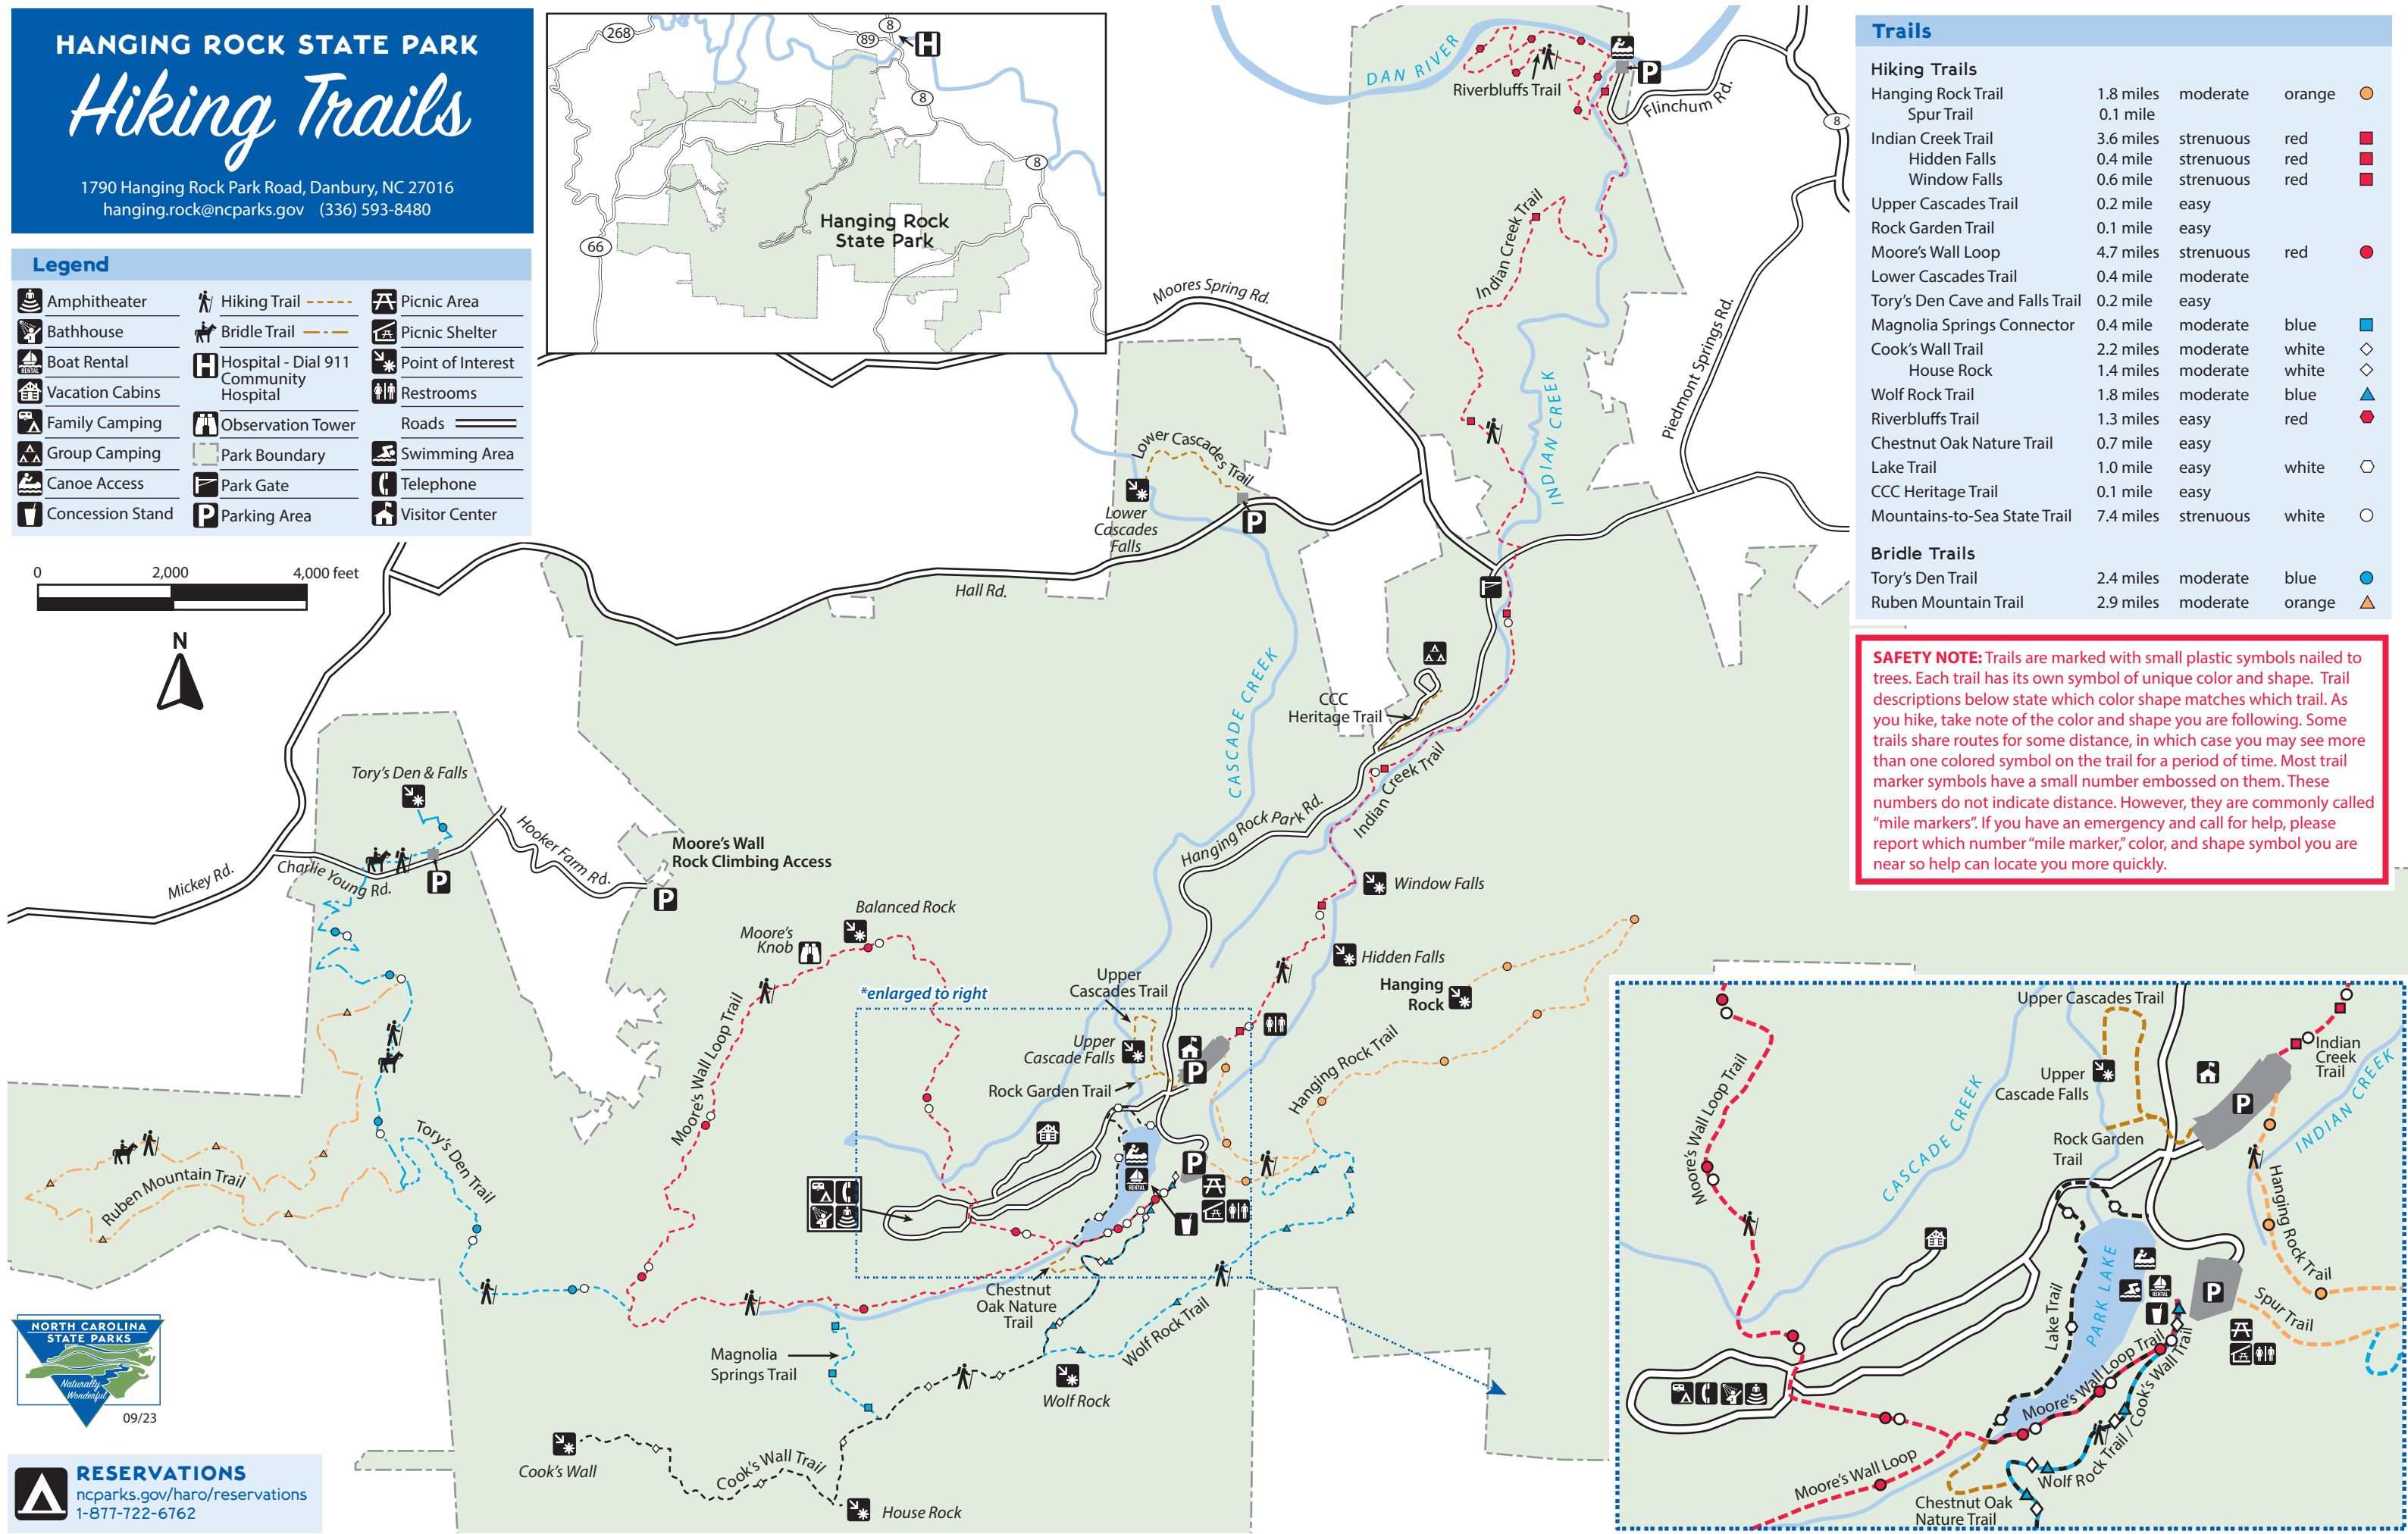 HANGING ROCK STATE PARK
Hiking Trails
1790 Hanging Rock Park Road, Danbury, NC 27016
hanging.rock@ncparks.gov (336) 593-8480
Legend
Amphitheater
Bathhouse
Boat Rental
RENTAL
Vacation Cabins
Family Camping
Group Camping
Canoe Access
Concession Stand
Hiking Trail
Bridle Trail
H
Hospital - Dial 911
Community
Hospital
Observation Tower
Park Boundary
Park Gate
P
Parking Area
Picnic Area
Picnic Shelter
Point of Interest
Restrooms
Roads
Swimming Area
Telephone
Visitor Center
0 2,000 4,000 feet
N
268
89
8
H
8
8
66
Hanging Rock
State Park
DAN RIVER
Riverbluffs Trail
P
Flinchum Rd.
8
Indian Creek Trail
INDIAN CREEK
Piedmont Springs Rd.
Moores Spring Rd.
Lower Cascades Trail
Lower
Cascades
Falls
P
Hall Rd.
CASCADE CREEK
CCC
Heritage Trail
Indian Creek Trail
Hanging Rock Park Rd.
Tory's Den & Falls
Mickey Rd.
Charlie Young Rd.
P
Hooker Farm Rd.
Moore's Wall
Rock Climbing Access
P
Balanced Rock
Moore's
Knob
Window Falls
Hidden Falls
Hanging
Rock
*enlarged to right
Upper
Cascades Trail
Upper
Cascade Falls
Rock Garden Trail
P
Hanging Rock Trail
Moore's Wall Loop Trail
Ruben Mountain Trail
Tory's Den Trail
P
RENTAL
Chestnut
Oak Nature
Trail
Wolf Rock Trail
Magnolia
Springs Trail
Wolf Rock
Cook's Wall
Cook's Wall Trail
House Rock
NORTH CAROLINA
STATE PARKS
Naturally
Wonderful
09/23
RESERVATIONS
ncparks.gov/haro/reservations
1-877-722-6762
Trails
Hiking Trails
Hanging Rock Trail 1.8 miles moderate orange
Spur Trail 0.1 mile
Indian Creek Trail 3.6 miles strenuous red
Hidden Falls 0.4 mile strenuous red
Window Falls 0.6 mile strenuous red
Upper Cascades Trail 0.2 mile easy
Rock Garden Trail 0.1 mile easy
Moore's Wall Loop 4.7 miles strenuous red
Lower Cascades Trail 0.4 mile moderate
Tory's Den Cave and Falls Trail 0.2 mile easy
Magnolia Springs Connector 0.4 mile moderate blue
Cook's Wall Trail 2.2 miles moderate white
House Rock 1.4 miles moderate white
Wolf Rock Trail 1.8 miles moderate blue
Riverbluffs Trail 1.3 miles easy red
Chestnut Oak Nature Trail 0.7 mile easy
Lake Trail 1.0 mile easy white
CCC Heritage Trail 0.1 mile easy
Mountains-to-Sea State Trail 7.4 miles strenuous white
Bridle Trails
Tory's Den Trail 2.4 miles moderate blue
Ruben Mountain Trail 2.9 miles moderate orange
SAFETY NOTE: Trails are marked with small plastic symbols nailed to
trees. Each trail has its own symbol of unique color and shape. Trail
descriptions below state which color shape matches which trail. As
you hike, take note of the color and shape you are following. Some
trails share routes for some distance, in which case you may see more
than one colored symbol on the trail for a period of time. Most trail
marker symbols have a small number embossed on them. These
numbers do not indicate distance. However, they are commonly called
"mile markers". If you have an emergency and call for help, please
report which number "mile marker," color, and shape symbol you are
near so help can locate you more quickly.
Upper Cascades Trail
Indian
Creek
Trail
INDIAN CREEK
Moore's Wall Loop Trail
CASCADE CREEK
Upper
Cascade Falls
P
Rock Garden
Trail
Hanging Rock Trail
Lake Trail
PARK LAKE
RENTAL
P
Spur Trail
Moore's Wall Loop Trail
Wolf Rock Trail / Cook's Wall Trail
Moore's Wall Loop
Chestnut Oak
Nature Trail